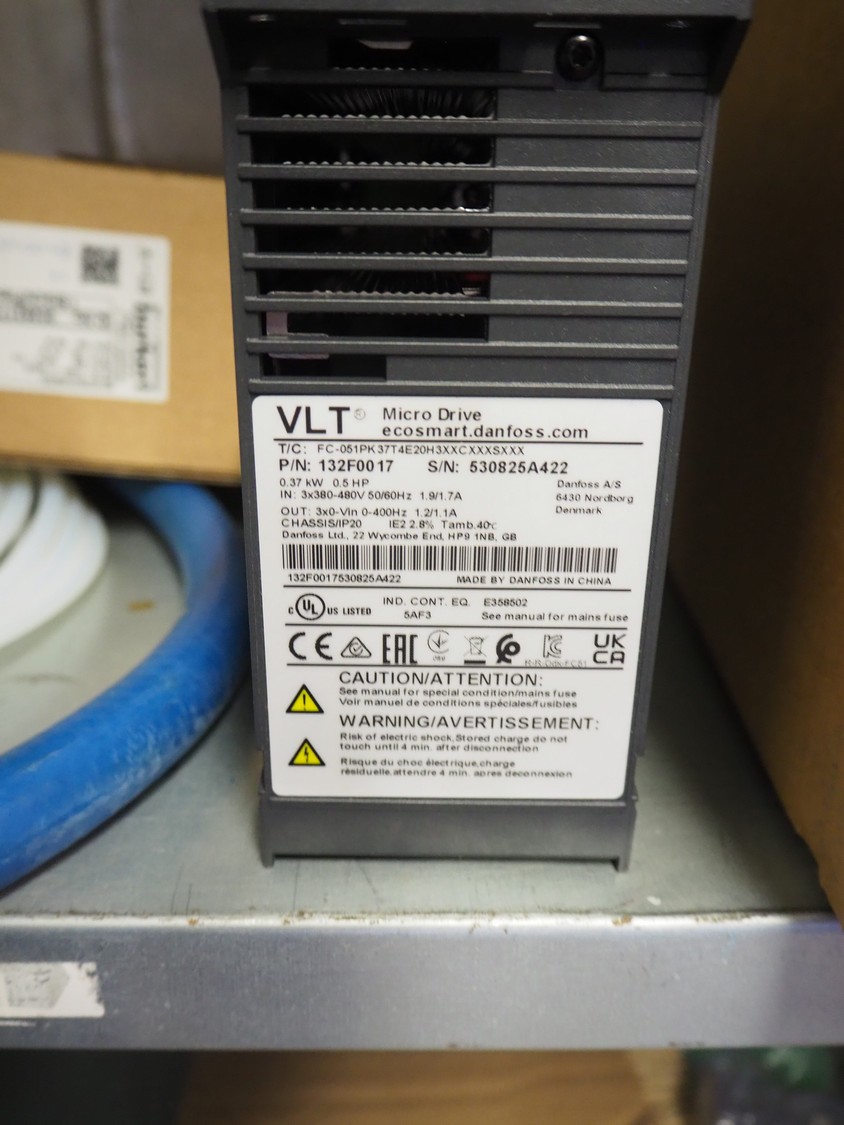 VLT® Micro Drive
ecosmart.danfoss.com
T/C: FC-051PK37T4E20H3XXCXXXSXXX
P/N: 132F0017 S/N: 530825A422
0.37 kW 0.5 HP
IN: 3x380-480V 50/60Hz 1.9/1.7A
OUT: 3x0-Vin 0-400Hz 1.2/1.1A
CHASSIS/IP20 IE2 2.8% Tamb.40℃
Danfoss A/S
6430 Nordborg
Denmark
Danfoss Ltd., 22 Wycombe End, HP9 1NB, GB
132F0017530825A422 MADE BY DANFOSS IN CHINA
c UL US LISTED
IND. CONT. EQ. E358502
5AF3 See manual for mains fuse
CE EAC UK CA
CAUTION/ATTENTION:
See manual for special condition/mains fuse
Voir manuel de conditions spéciales/fusibles
WARNING/AVERTISSEMENT:
Risk of electric shock,Stored charge do not
touch until 4 min. after disconnection
Risque du choc électrique,charge
résiduelle,attendre 4 min. apres deconnexion